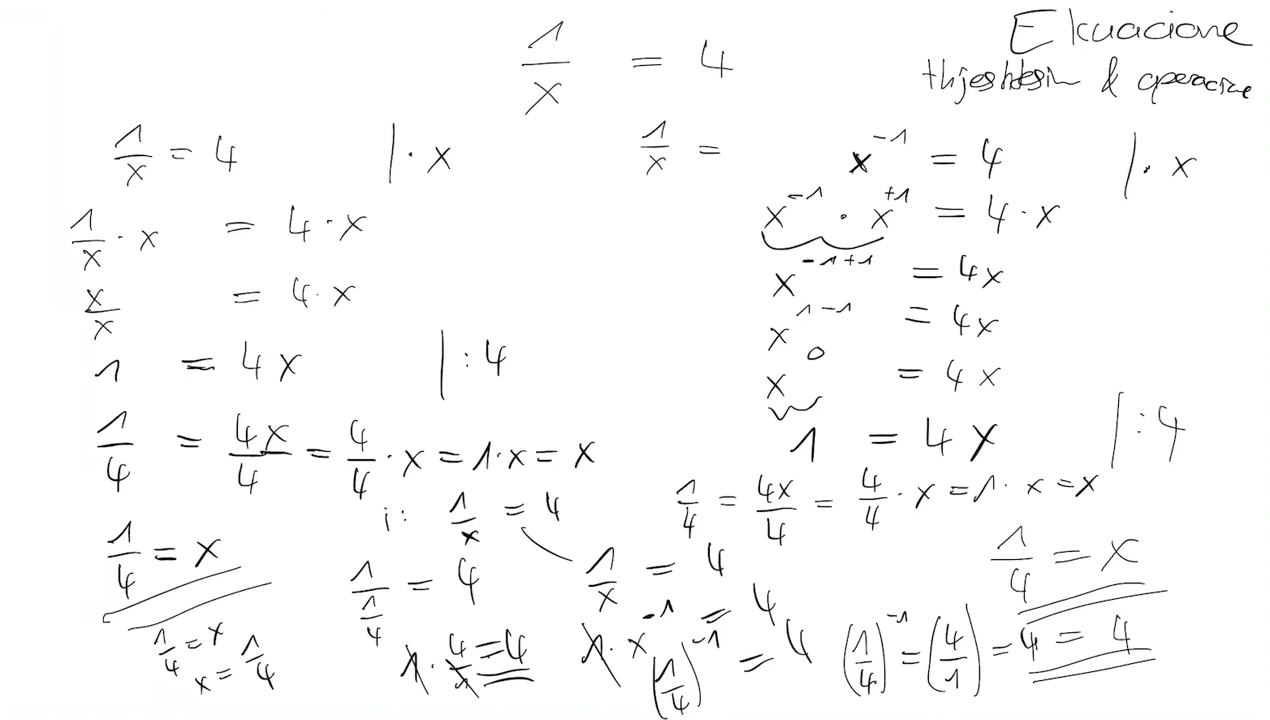 Ekuacione
thjeshtësim & operacione
1/x = 4
1/x = 4 | · x
1/x · x = 4 · x
x/x = 4 · x
1 = 4x | : 4
1/4 = 4x/4 = 4/4 · x = 1 · x = x
1/4 = x
1/4 = x
x = 1/4
i: 1/x = 4
1/(1/4) = 4
1 · 4/1 = 4
1/x =
x^-1 = 4 | · x
x^-1 · x^+1 = 4 · x
x^-1+1 = 4x
x^1-1 = 4x
x^0 = 4x
1 = 4x | : 4
1/4 = 4x/4 = 4/4 · x = 1 · x = x
1/4 = x
1/x = 4
1 · x^-1 = 4
(1/4)^-1 = 4
(1/4)^-1 = (4/1) = 4 = 4